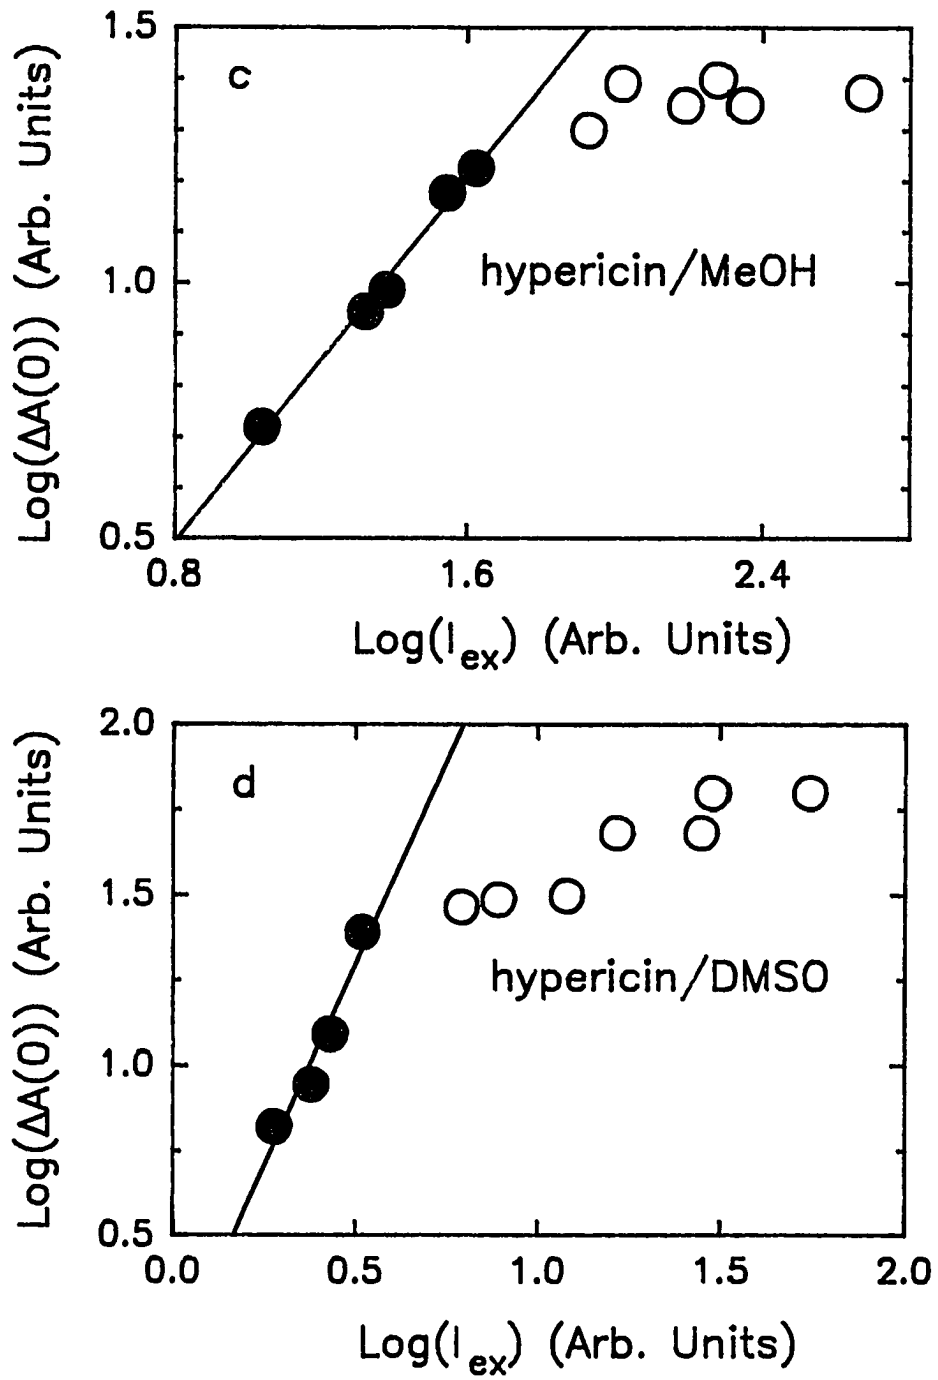 1.5
c
Log(ΔA(0)) (Arb. Units)
1.0
hypericin/MeOH
0.5
0.8 1.6 2.4
Log(I_ex) (Arb. Units)
2.0
d
Log(ΔA(0)) (Arb. Units)
1.5
hypericin/DMSO
1.0
0.5
0.0 0.5 1.0 1.5 2.0
Log(I_ex) (Arb. Units)